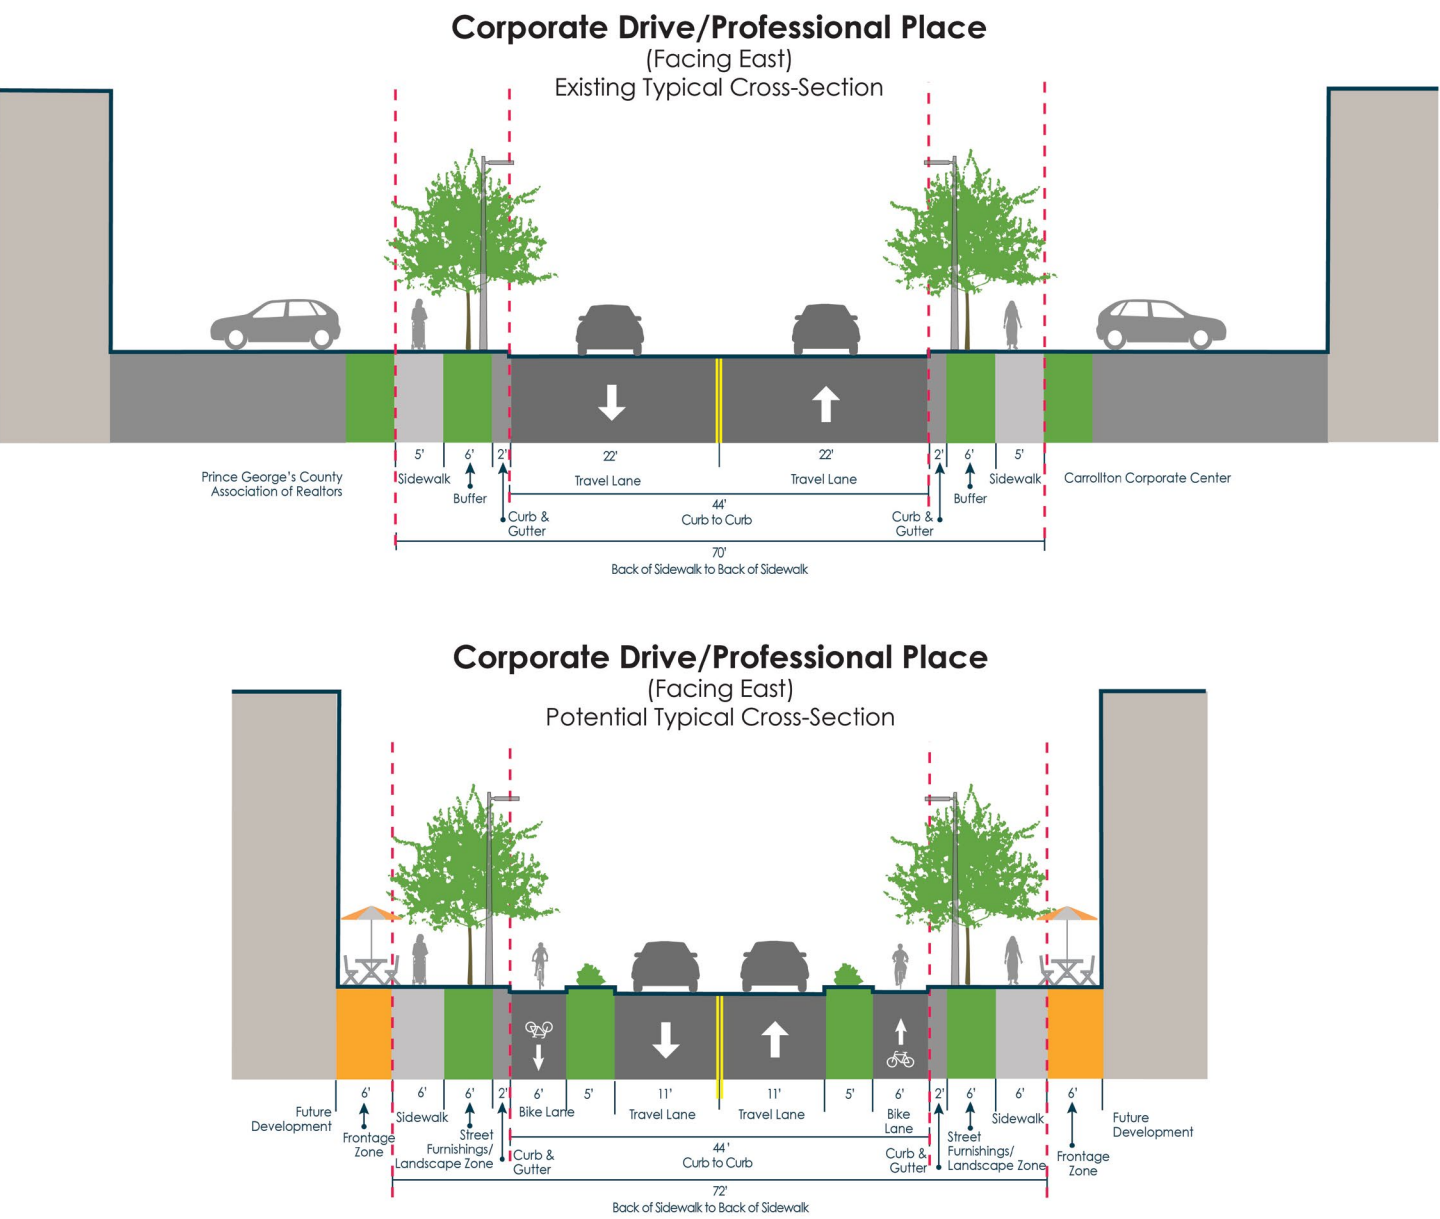 Corporate Drive/Professional Place
(Facing East)
Existing Typical Cross-Section
5' 6' 2' 22' 22' 2' 6' 5'
Prince George's County
Association of Realtors
Sidewalk
Buffer
Curb &
Gutter
Travel Lane
Travel Lane
44'
Curb to Curb
Curb &
Gutter
Buffer
Sidewalk
Carrollton Corporate Center
70'
Back of Sidewalk to Back of Sidewalk
Corporate Drive/Professional Place
(Facing East)
Potential Typical Cross-Section
6' 6' 6' 2' 6' 5' 11' 11' 5' 6' 2' 6' 6' 6'
Future
Development
Frontage
Zone
Sidewalk
Street
Furnishings/
Landscape Zone
Curb &
Gutter
Bike Lane
Travel Lane
Travel Lane
Bike
Lane
44'
Curb to Curb
Curb &
Gutter
Street
Furnishings/
Landscape Zone
Sidewalk
Frontage
Zone
Future
Development
72'
Back of Sidewalk to Back of Sidewalk